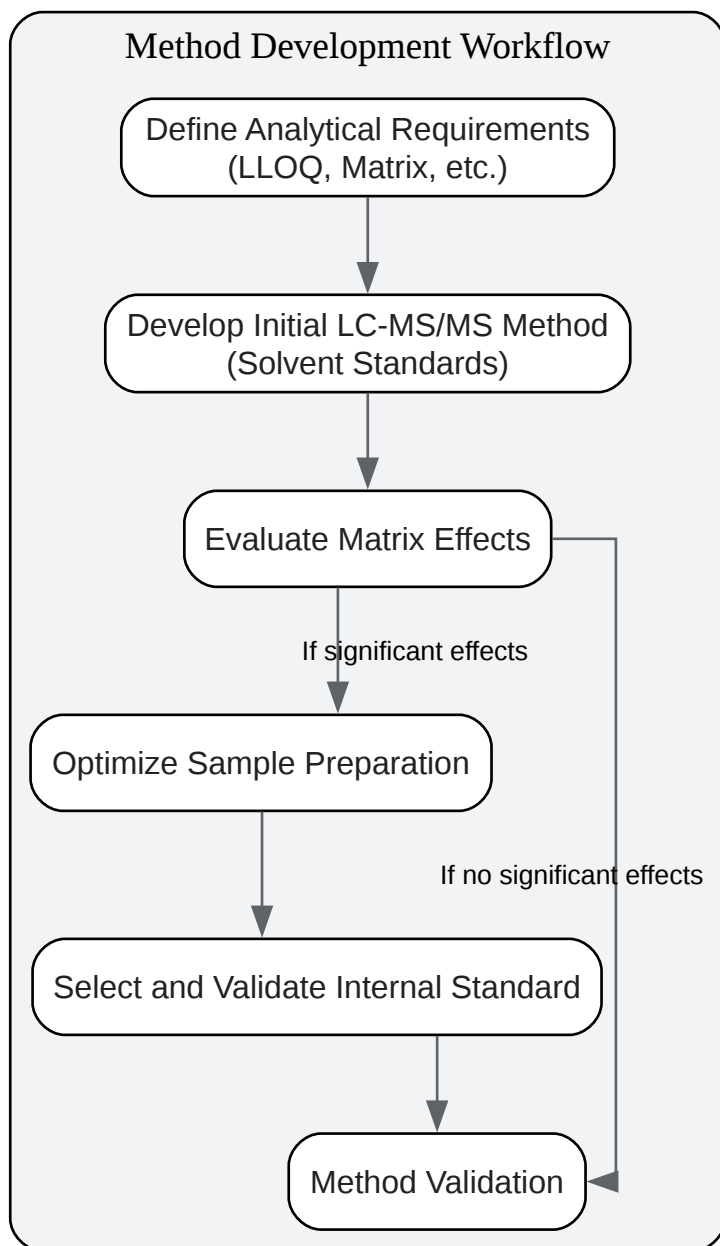 Method Development Workflow
Define Analytical Requirements
(LLOQ, Matrix, etc.)
Develop Initial LC-MS/MS Method
(Solvent Standards)
Evaluate Matrix Effects
If significant effects
Optimize Sample Preparation
If no significant effects
Select and Validate Internal Standard
Method Validation